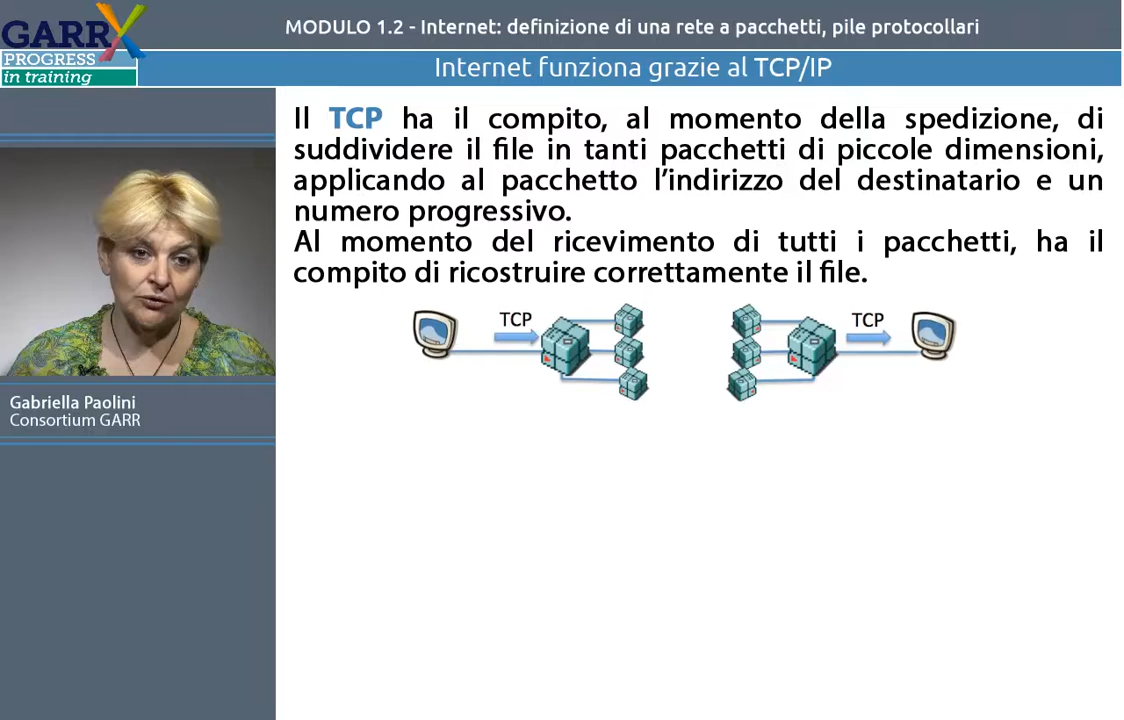 GARRX
PROGRESS
in training
MODULO 1.2 - Internet: definizione di una rete a pacchetti, pile protocollari
Internet funziona grazie al TCP/IP
Il TCP ha il compito, al momento della spedizione, di
suddividere il file in tanti pacchetti di piccole dimensioni,
applicando al pacchetto l’indirizzo del destinatario e un
numero progressivo.
Al momento del ricevimento di tutti i pacchetti, ha il
compito di ricostruire correttamente il file.
TCP
TCP
Gabriella Paolini
Consortium GARR